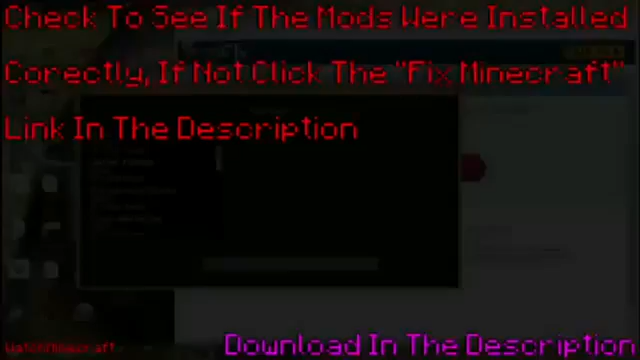 Check To See If The Mods Were Installed
Corectly, If Not Click The "Fix Minecraft"
Link In The Description
WatchMinecraft
Download In The Description